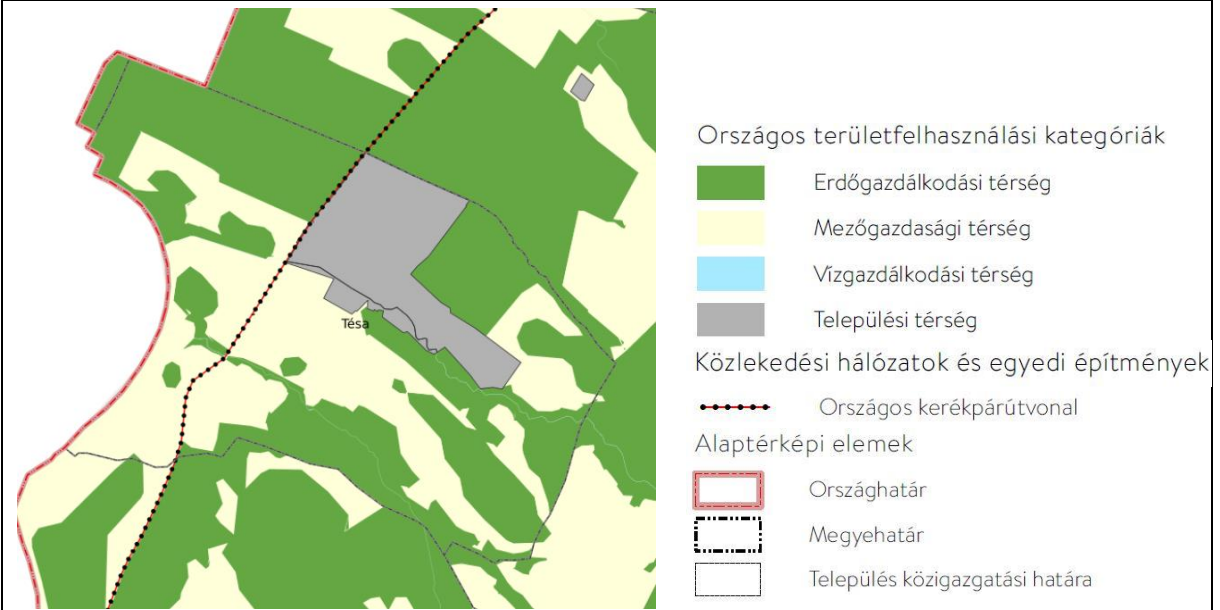 Tésa
Országos területfelhasználási kategóriák
Erdőgazdálkodási térség
Mezőgazdasági térség
Vízgazdálkodási térség
Települési térség
Közlekedési hálózatok és egyedi építmények
Országos kerékpárútvonal
Alaptérképi elemek
Országhatár
Megyehatár
Település közigazgatási határa